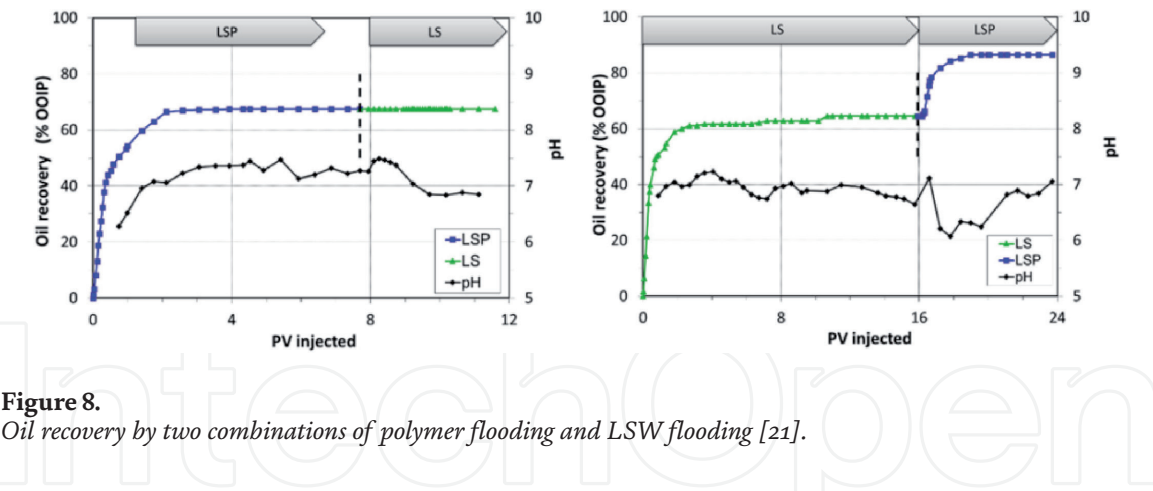 LSP LS
Oil recovery (% OOIP)
100
80
60
40
20
0
10
9
8
7
6
5
pH
LSP
LS
pH
0 4 8 12
PV injected
LS LSP
Oil recovery (% OOIP)
100
80
60
40
20
0
10
9
8
7
6
5
pH
LS
LSP
pH
0 8 16 24
PV injected
Figure 8.
Oil recovery by two combinations of polymer flooding and LSW flooding [21].
IntechOpen